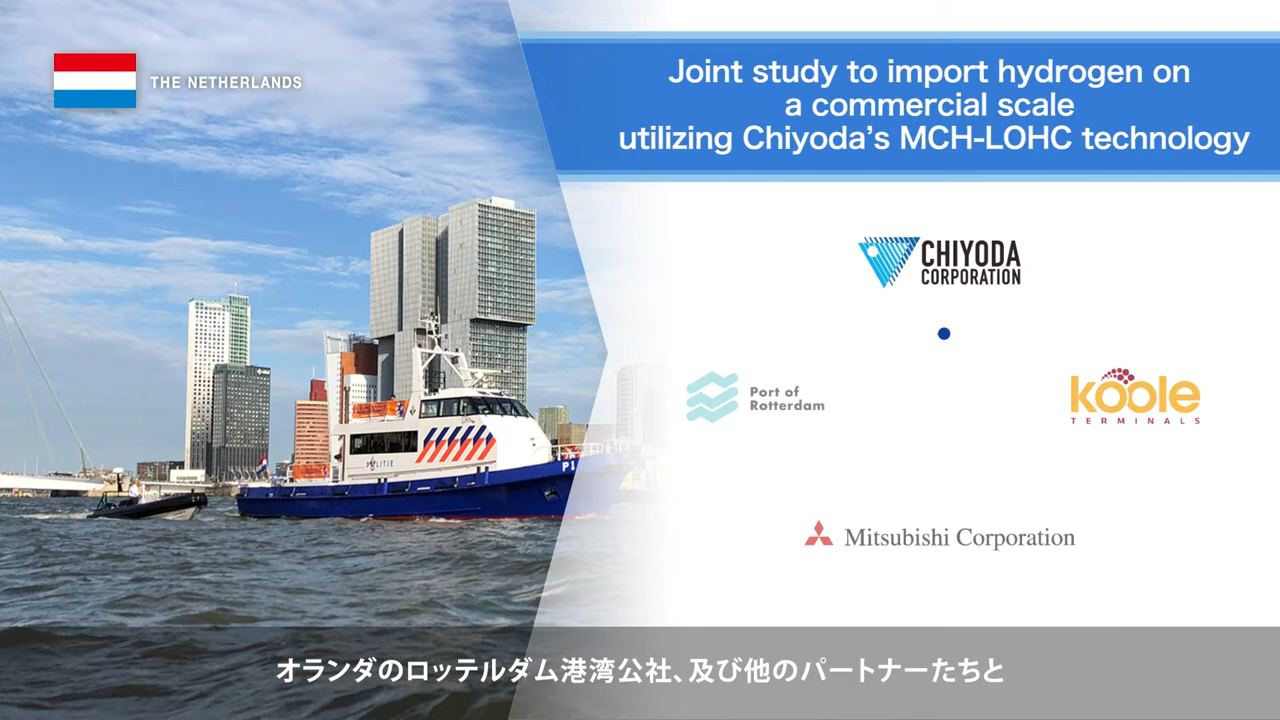 THE NETHERLANDS
Joint study to import hydrogen on
a commercial scale
utilizing Chiyoda's MCH-LOHC technology
CHIYODA
CORPORATION
Port of
Rotterdam
koole
TERMINALS
POLITIE
P1
Mitsubishi Corporation
オランダのロッテルダム港湾公社、及び他のパートナーたちと